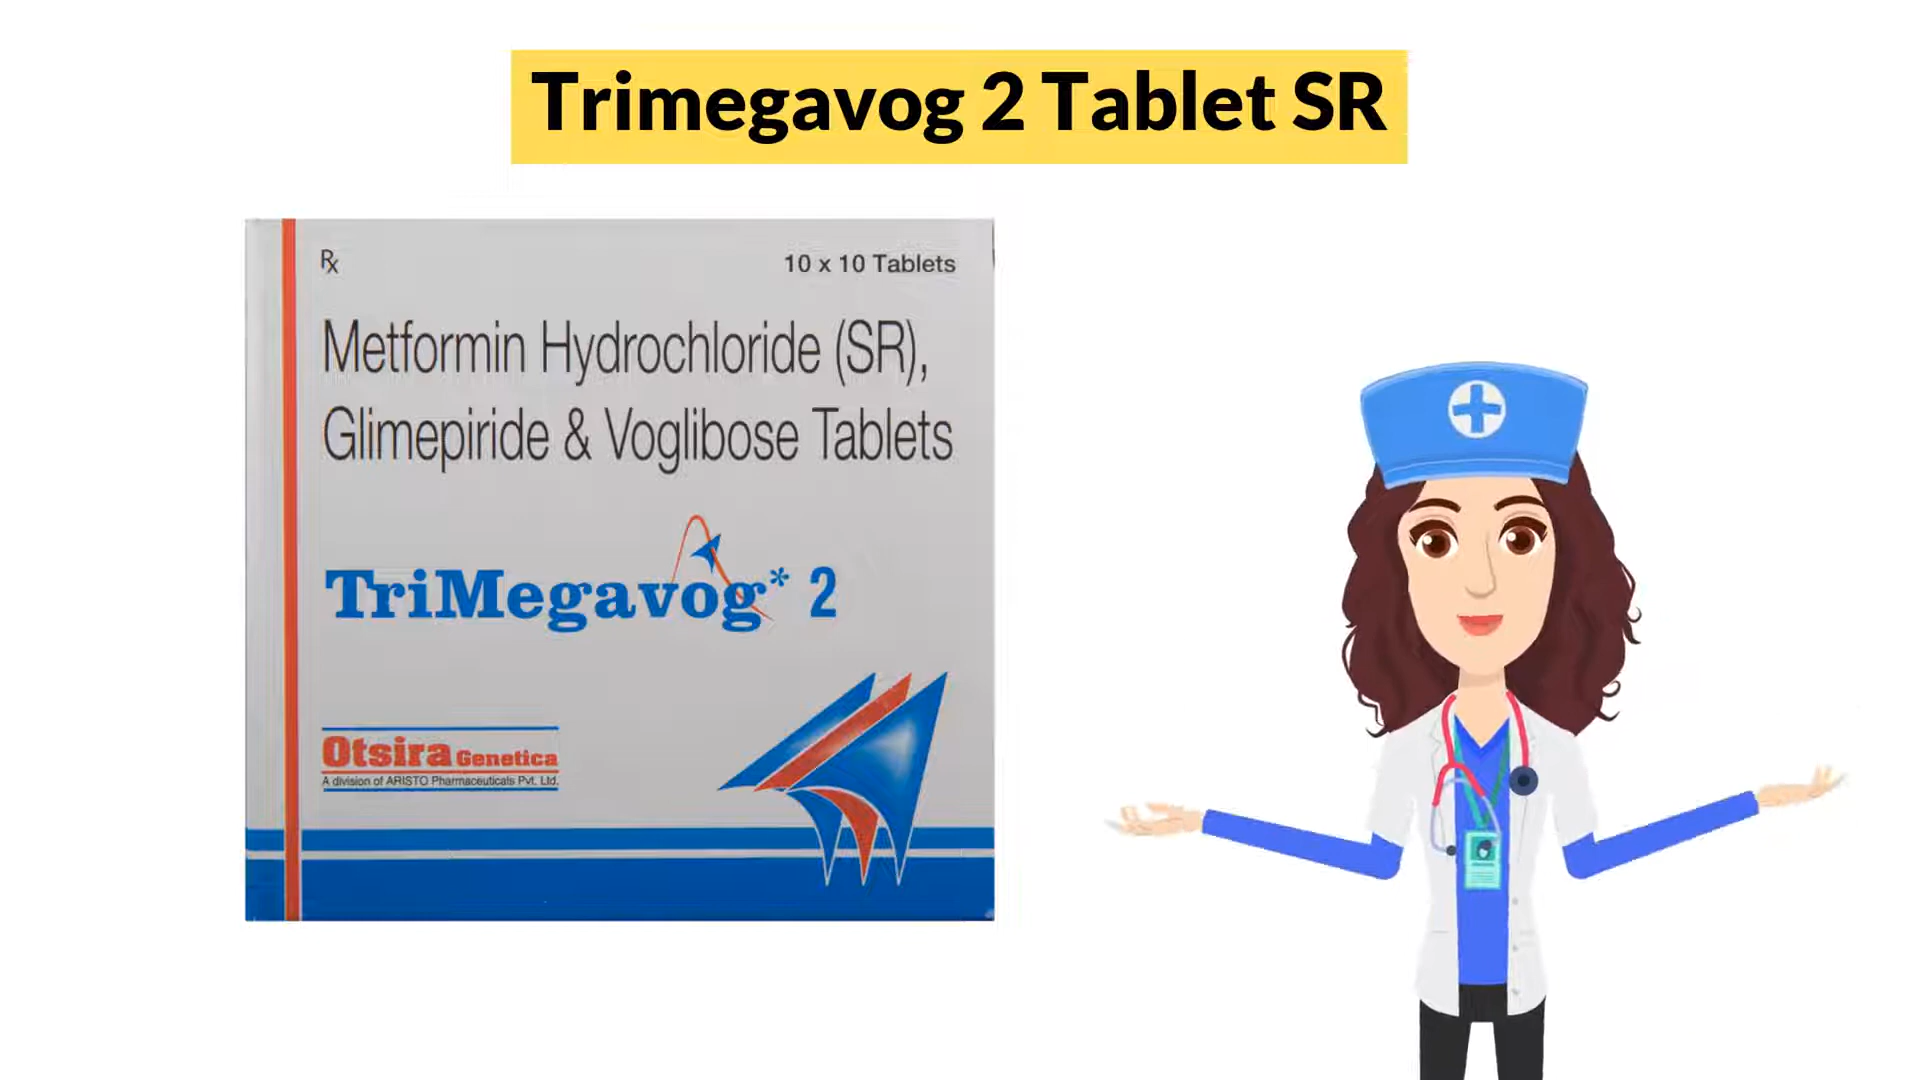 Trimegavog 2 Tablet SR
Rx
10 x 10 Tablets
Metformin Hydrochloride (SR),
Glimepiride & Voglibose Tablets
TriMegavog* 2
Otsira Genetica
A division of ARISTO Pharmaceuticals Pvt. Ltd.